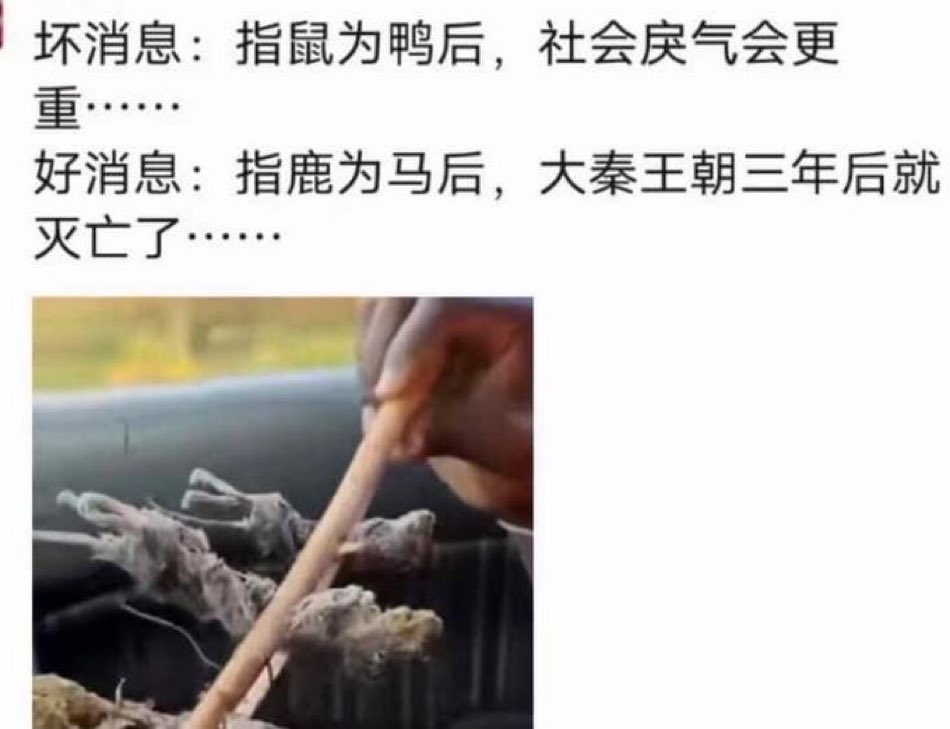 坏消息：指鼠为鸭后，社会戾气会更
重……
好消息：指鹿为马后，大秦王朝三年后就
灭亡了……